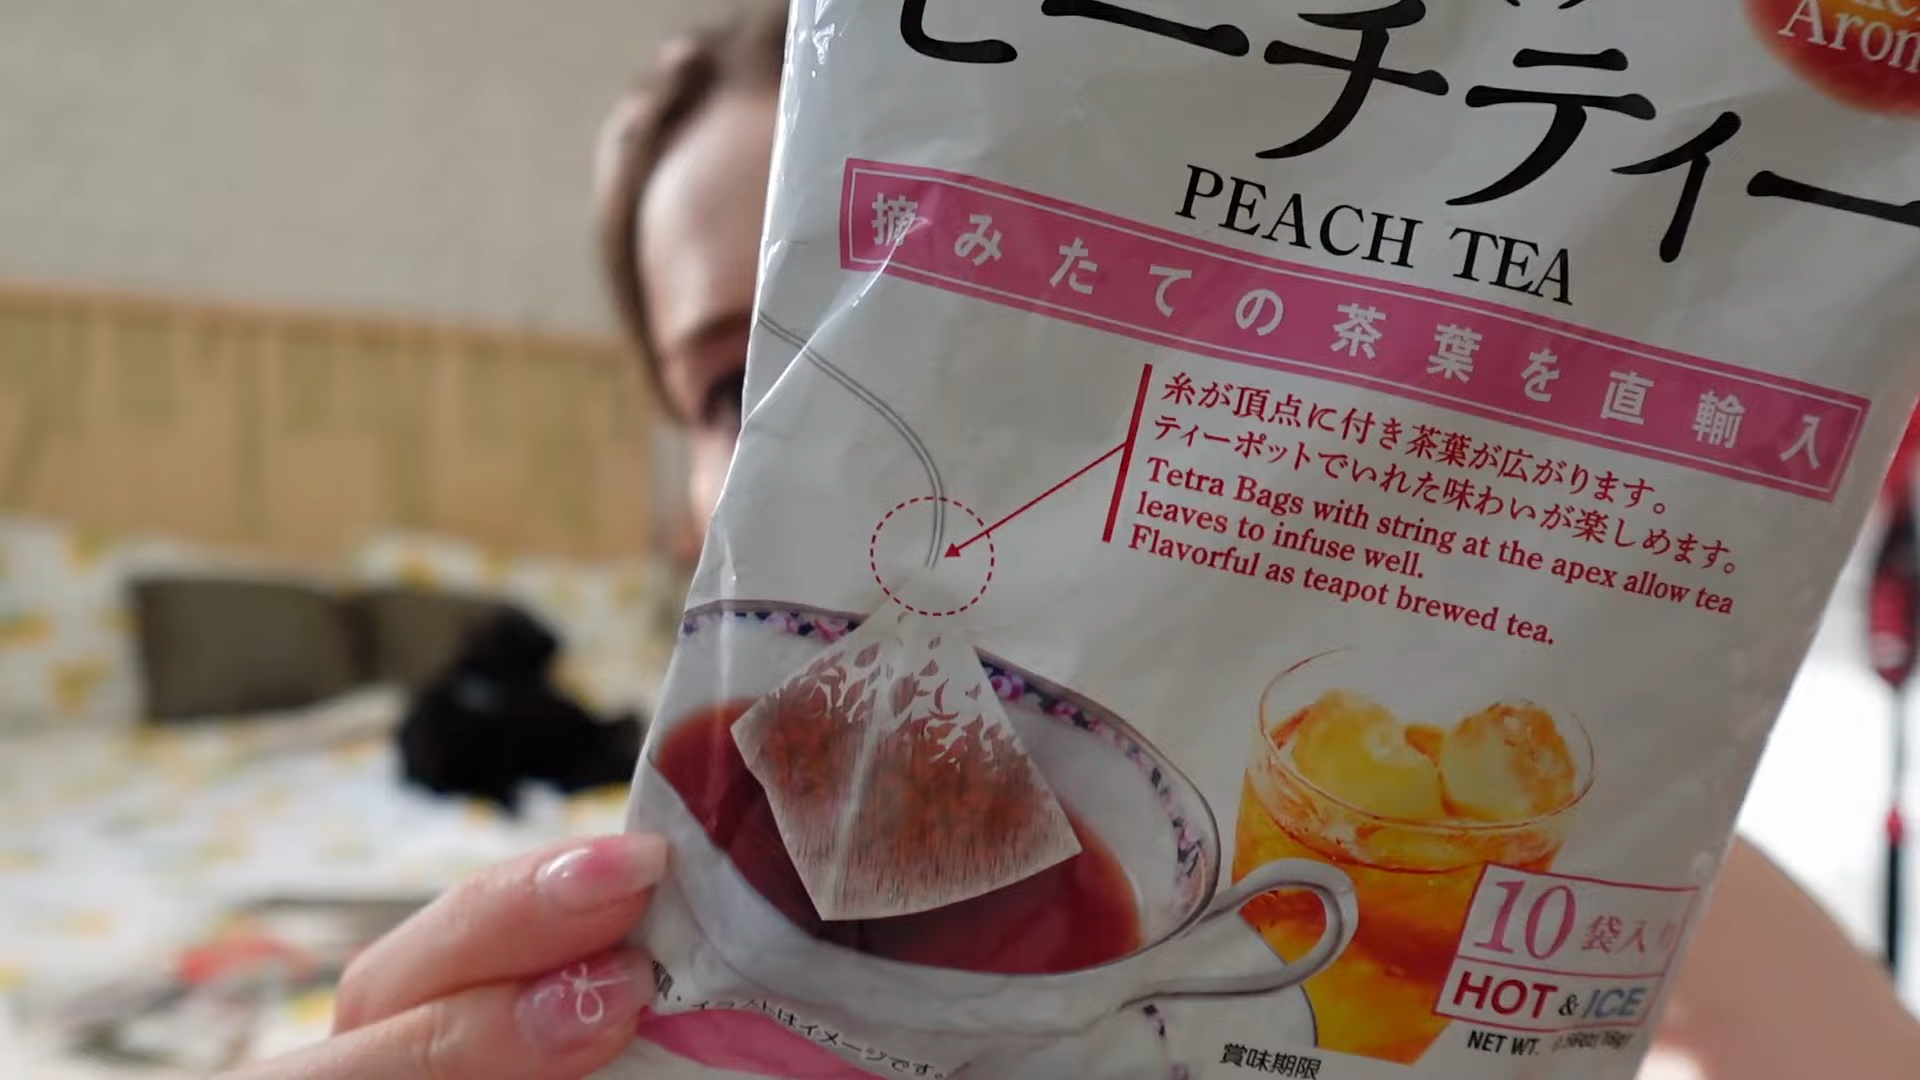 ピーチティー
Aron
PEACH TEA
摘みたての茶葉を直輸入
糸が頂点に付き茶葉が広がります。
ティーポットでいれた味わいが楽しめます。
Tetra Bags with string at the apex allow tea
leaves to infuse well.
Flavorful as teapot brewed tea.
10袋入り
HOT & ICE
NET WT.
はイメージです。
賞味期限